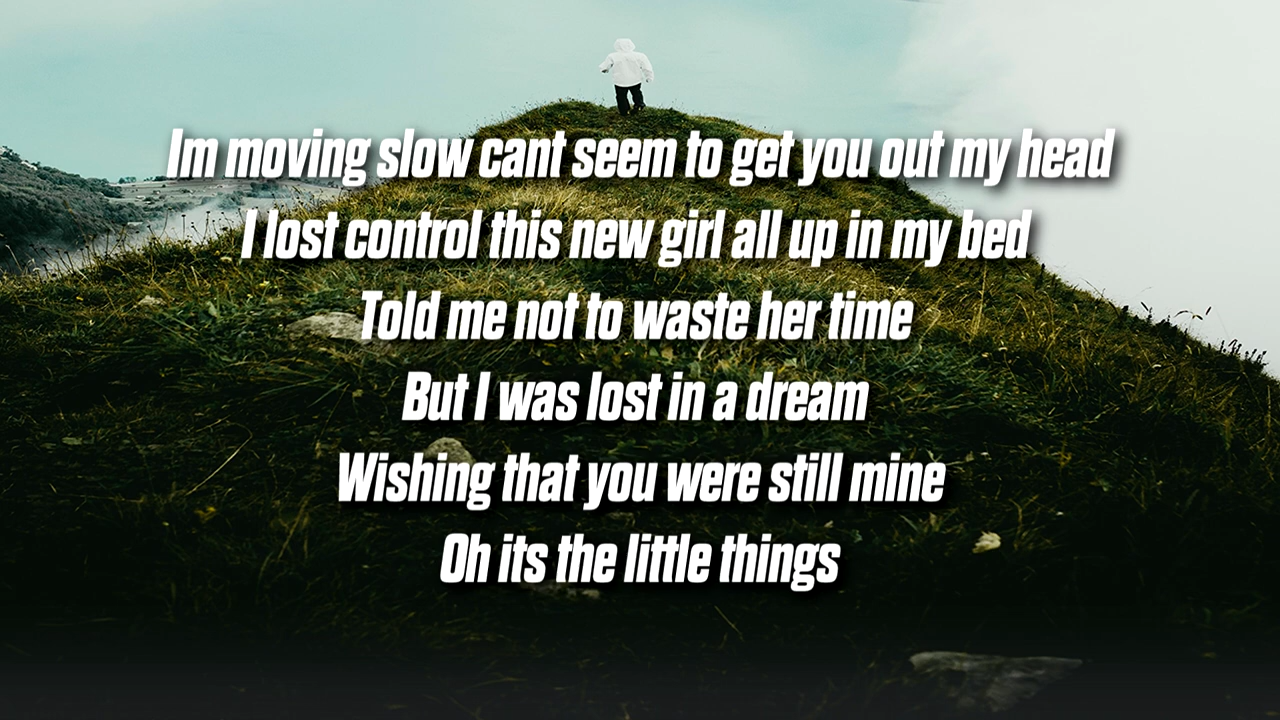 Im moving slow cant seem to get you out my head
I lost control this new girl all up in my bed
Told me not to waste her time
But I was lost in a dream
Wishing that you were still mine
Oh its the little things